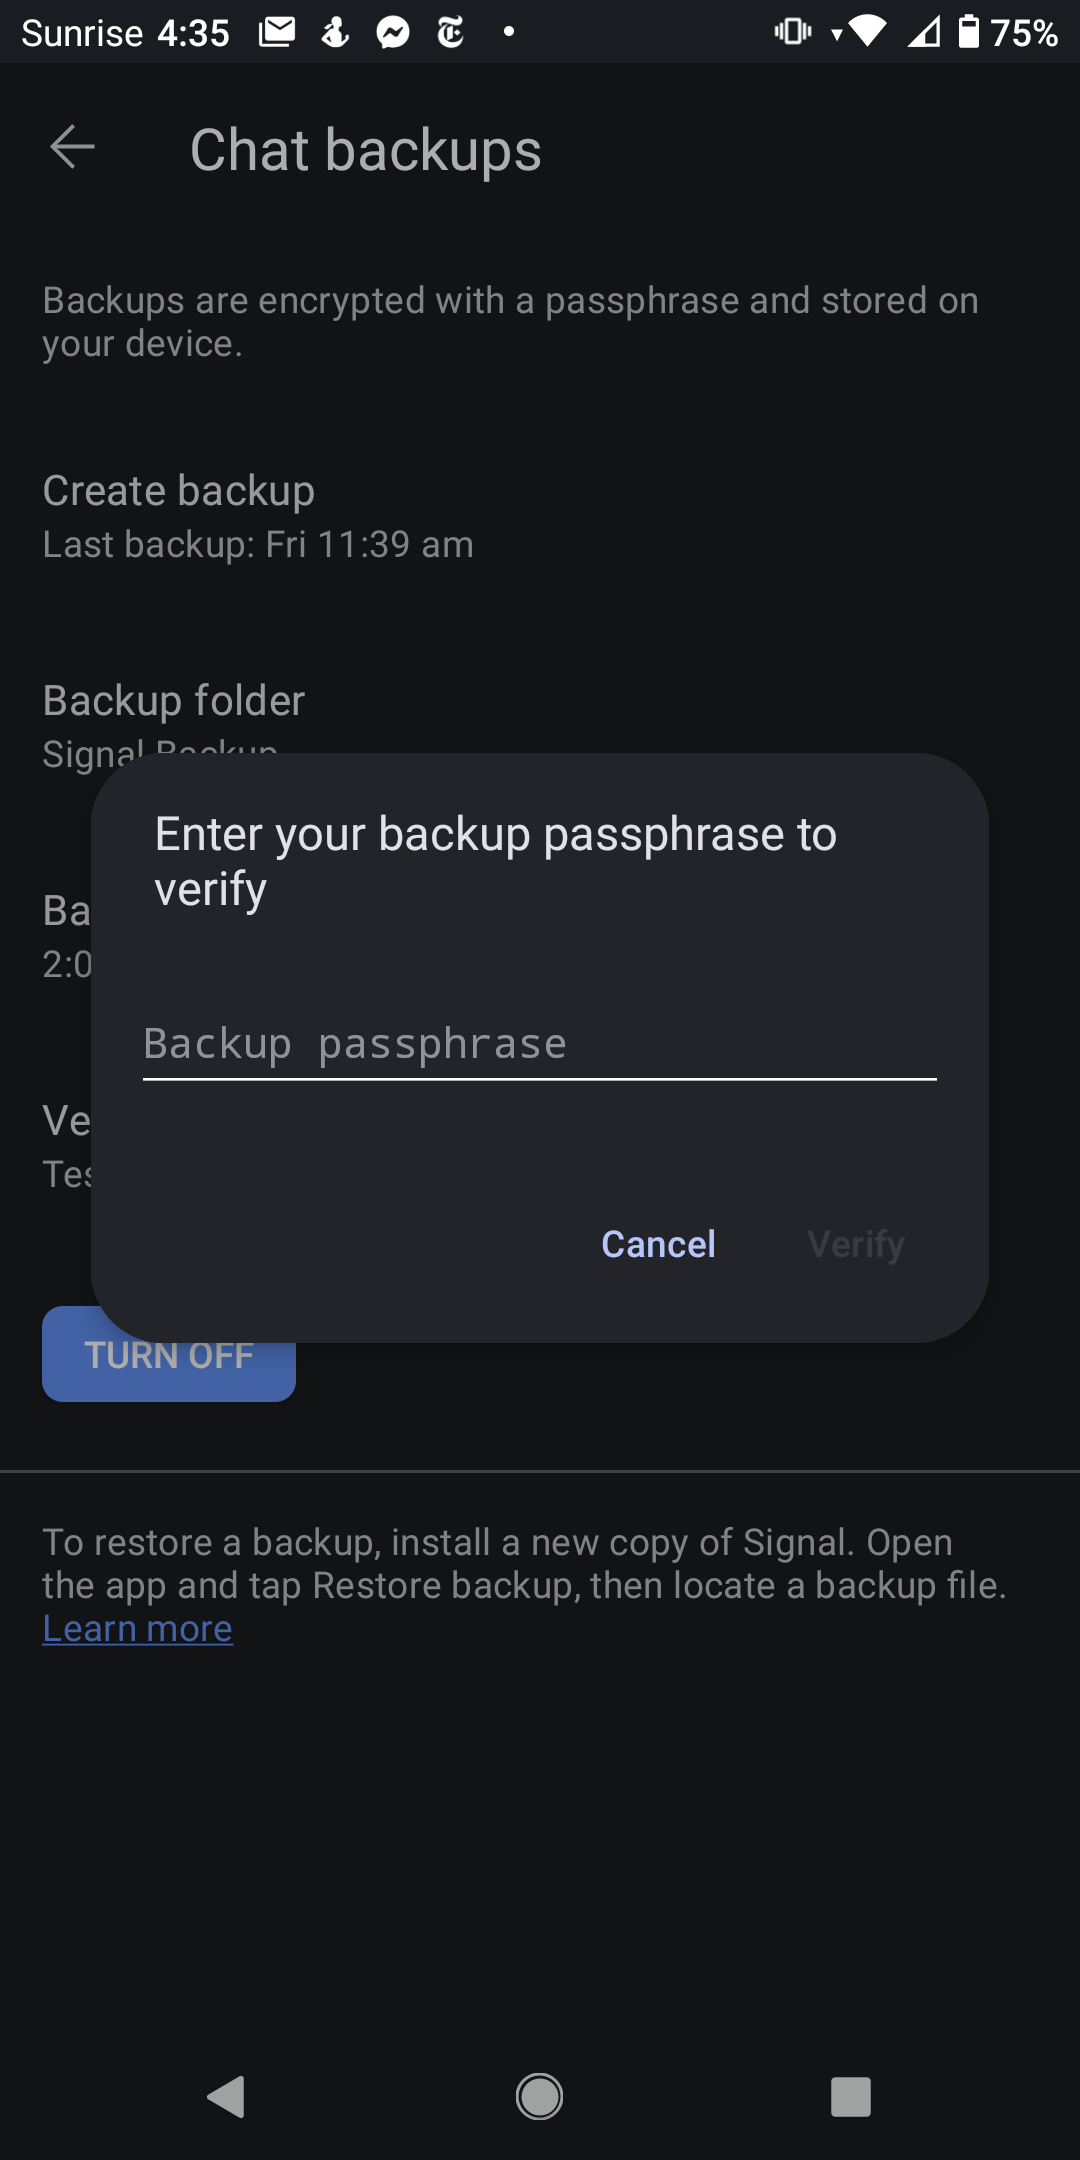 Sunrise 4:35 75%
Chat backups
Backups are encrypted with a passphrase and stored on
your device.
Create backup
Last backup: Fri 11:39 am
Backup folder
Signal Backup
Enter your backup passphrase to
verify
Ba
2:0
Backup passphrase
Ve
Tes
Cancel Verify
TURN OFF
To restore a backup, install a new copy of Signal. Open
the app and tap Restore backup, then locate a backup file.
Learn more